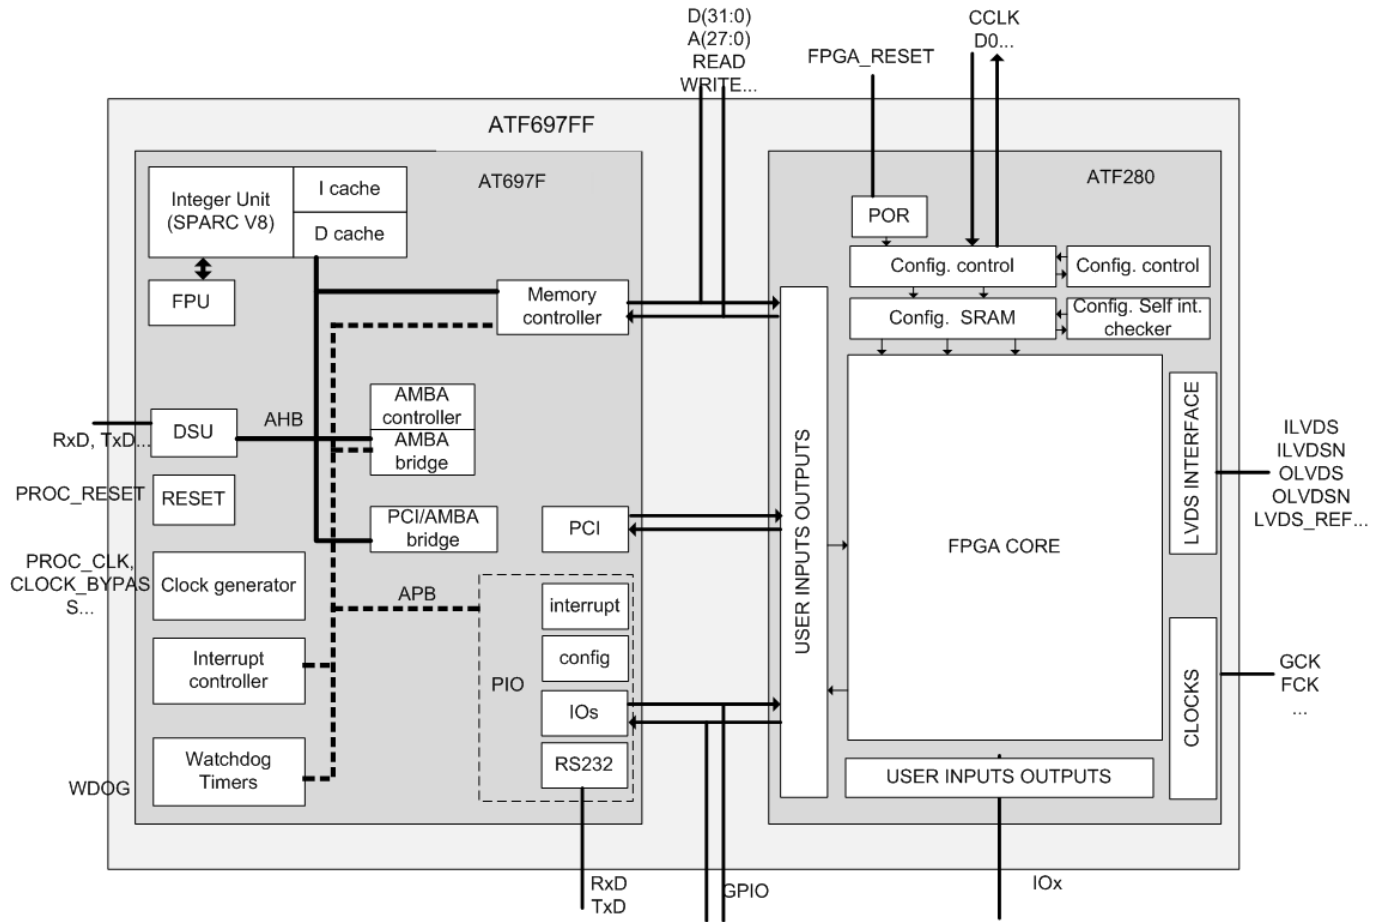 D(31:0)
A(27:0)
READ
WRITE...
FPGA_RESET
CCLK
D0...
ATF697FF
AT697F
Integer Unit
(SPARC V8)
I cache
D cache
FPU
Memory
controller
AMBA
controller
AMBA
bridge
AHB
DSU
RxD, TxD...
PROC_RESET
RESET
PCI/AMBA
bridge
PCI
PROC_CLK,
CLOCK_BYPAS
S...
Clock generator
APB
interrupt
config
PIO
IOs
RS232
Interrupt
controller
Watchdog
Timers
WDOG
RxD
TxD
GPIO
ATF280
POR
Config. control
Config. control
Config. SRAM
Config. Self int.
checker
USER INPUTS OUTPUTS
FPGA CORE
LVDS INTERFACE
ILVDS
ILVDSN
OLVDS
OLVDSN
LVDS_REF...
CLOCKS
GCK
FCK
...
USER INPUTS OUTPUTS
IOx